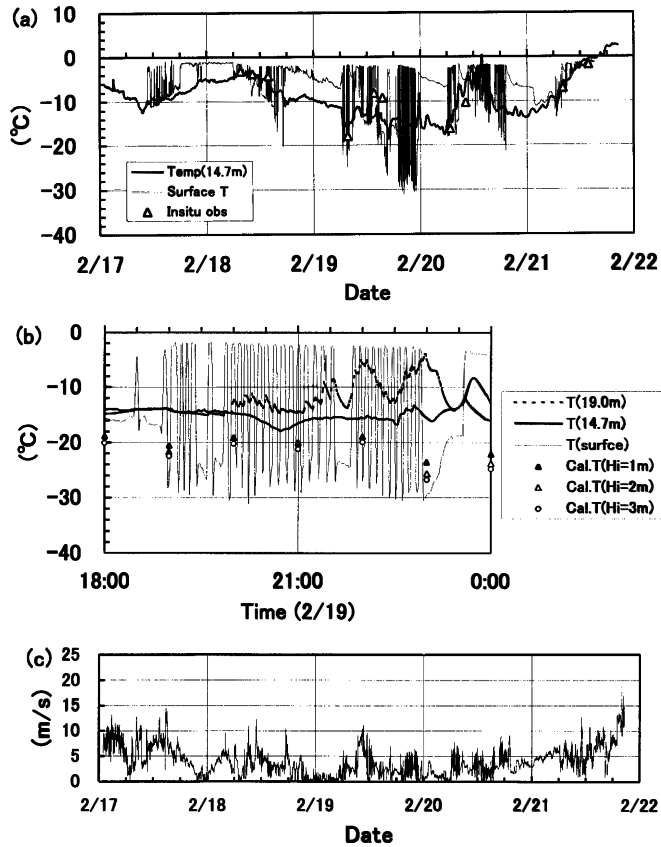 (a)
10
0
-10
-20
-30
-40
(°C)
Temp(14.7m)
Surface T
Insitu obs
2/17 2/18 2/19 2/20 2/21 2/22
Date
(b)
0
-10
-20
-30
-40
(°C)
18:00 21:00 0:00
Time (2/19)
T(19.0m)
T(14.7m)
T(surfce)
Cal.T(Hi=1m)
Cal.T(Hi=2m)
Cal.T(Hi=3m)
(c)
25
20
15
10
5
0
(m/s)
2/17 2/18 2/19 2/20 2/21 2/22
Date